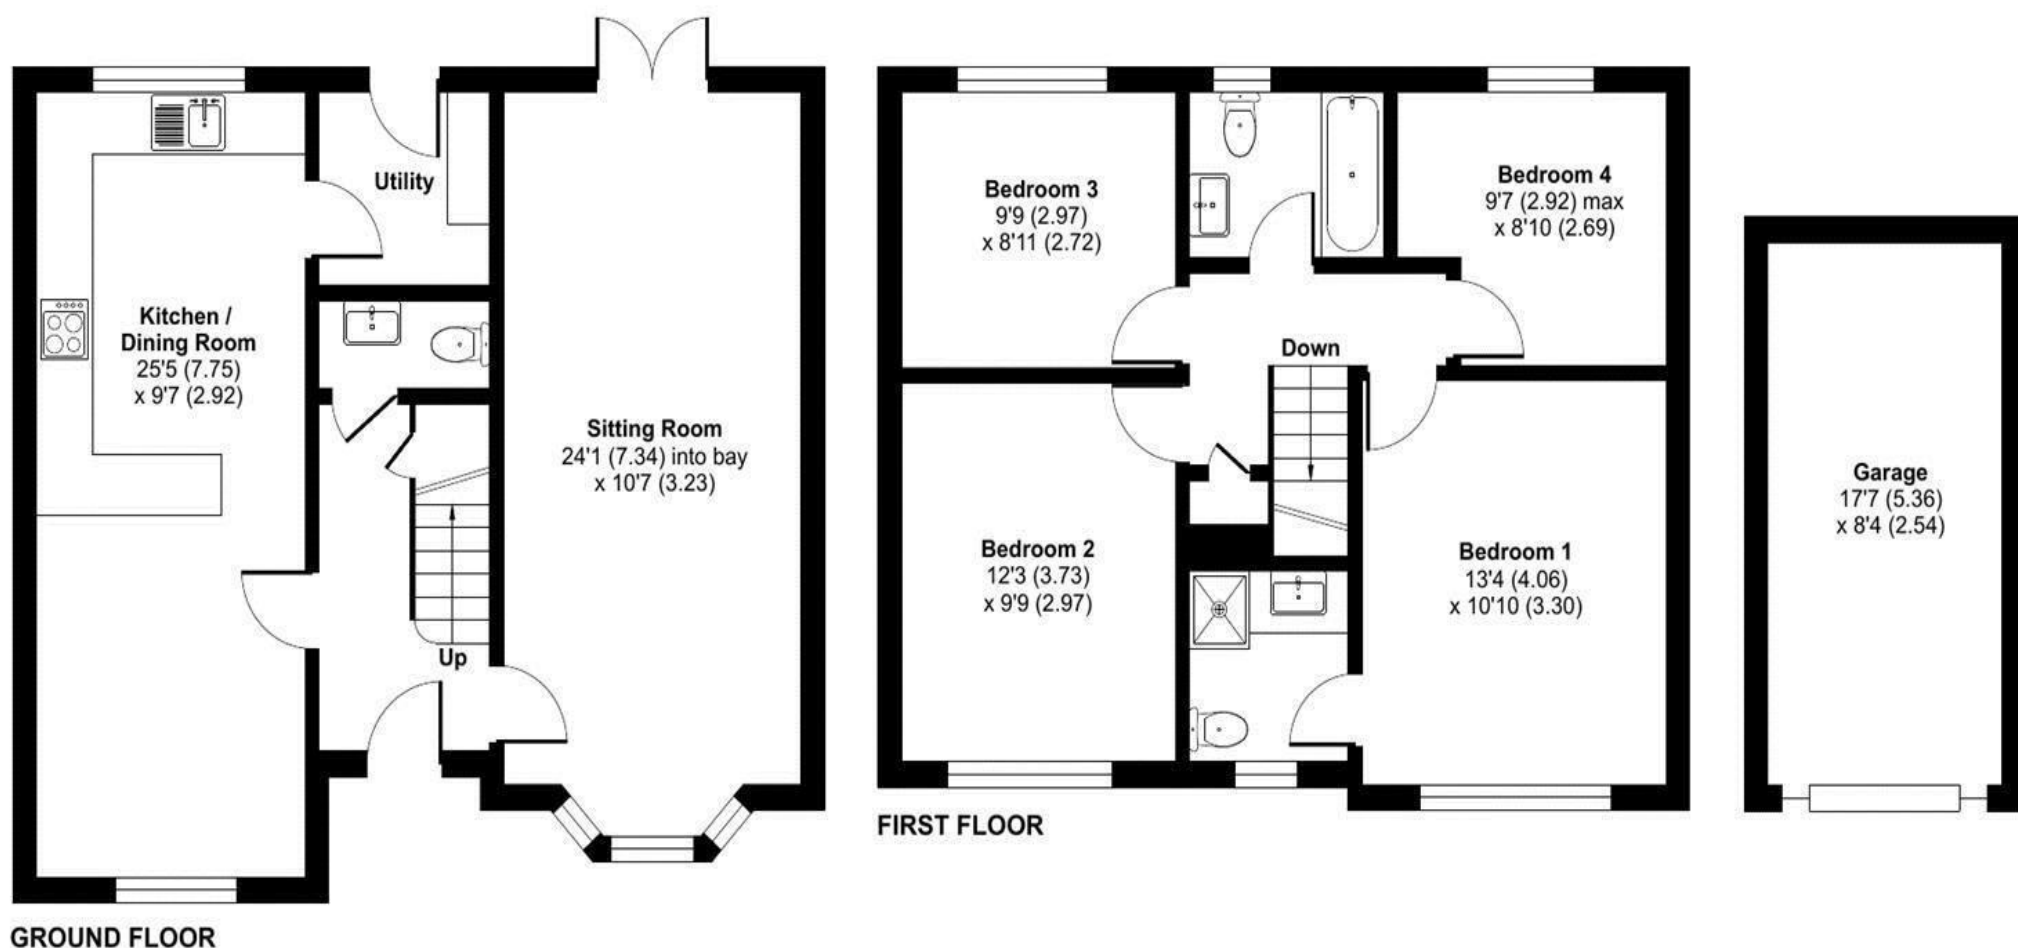 Utility
Kitchen /
Dining Room
25'5 (7.75)
x 9'7 (2.92)
Sitting Room
24'1 (7.34) into bay
x 10'7 (3.23)
Up
GROUND FLOOR
Bedroom 3
9'9 (2.97)
x 8'11 (2.72)
Bedroom 4
9'7 (2.92) max
x 8'10 (2.69)
Down
Bedroom 2
12'3 (3.73)
x 9'9 (2.97)
Bedroom 1
13'4 (4.06)
x 10'10 (3.30)
FIRST FLOOR
Garage
17'7 (5.36)
x 8'4 (2.54)